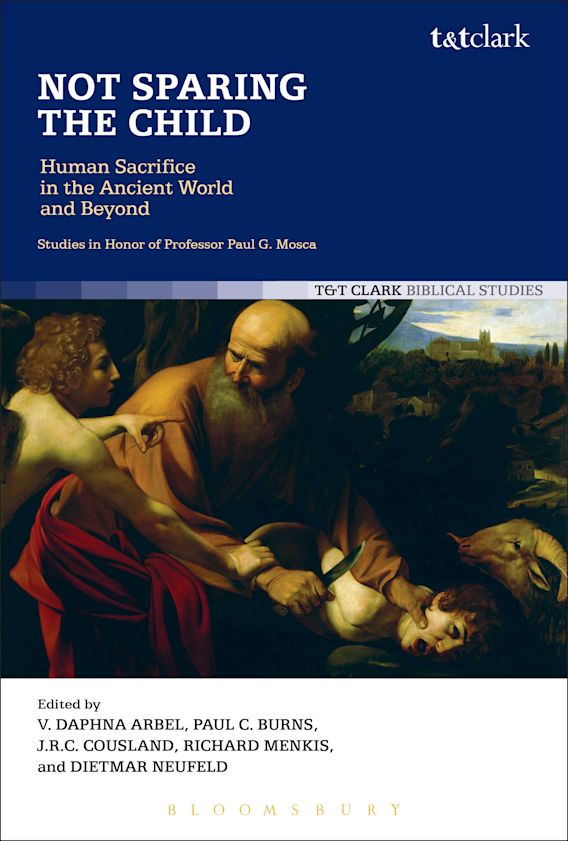 t&tclark
NOT SPARING
THE CHILD
Human Sacrifice
in the Ancient World
and Beyond
Studies in Honor of Professor Paul G. Mosca
T&T CLARK BIBLICAL STUDIES
Edited by
V. DAPHNA ARBEL, PAUL C. BURNS,
J.R.C. COUSLAND, RICHARD MENKIS,
and DIETMAR NEUFELD
BLOOMSBURY